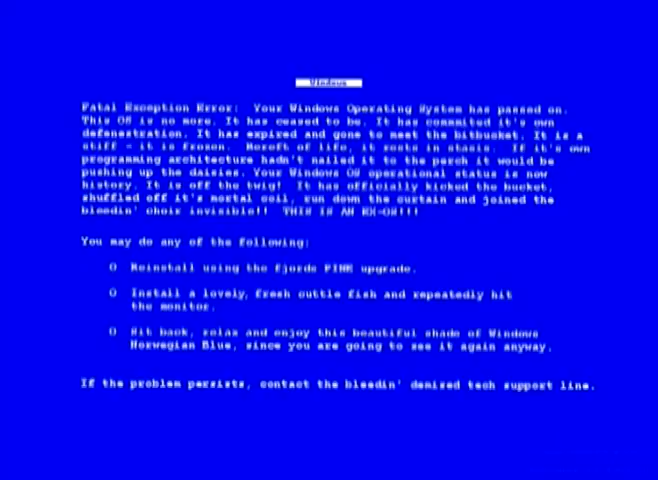 Windows
Fatal Exception Error: Your Windows Operating System has passed on.
This OS is no more. It has ceased to be. It has commited it's own
defenestration. It has expired and gone to meet the bitbucket. It is a
stiff - it is frozen. Bereft of life, it rests in stasis. If it's own
programming architecture hadn't nailed it to the perch it would be
pushing up the daisies. Your Windows OS operational status is now
history. It is off the twig! It has officially kicked the bucket,
shuffled off it's mortal coil, run down the curtain and joined the
bleedin' choir invisible!! THIS IS AN EX-OS!!!
You may do any of the following:
O Reinstall using the fjords PINE upgrade.
O Install a lovely, fresh cuttle fish and repeatedly hit
the monitor.
O Sit back, relax and enjoy this beautiful shade of Windows
Norwegian Blue, since you are going to see it again anyway.
If the problem persists, contact the bleedin' demised tech support line.